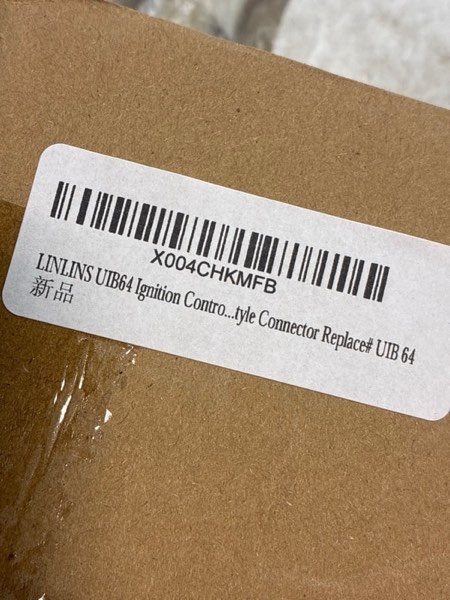 X004CHKMFB
LINLINS UIB64 Ignition Contro...tyle Connector Replace# UIB 64
新品